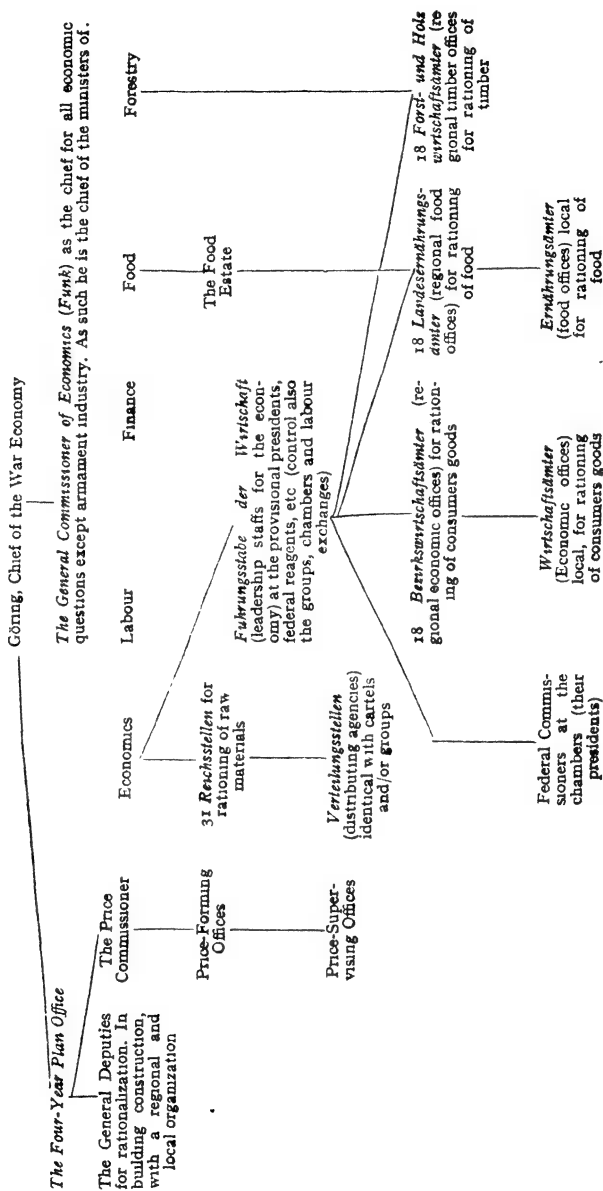 Göring, Chief of the War Economy
The Four-Year Plan Office
The General Commissioner of Economics (Funk) as the chief for all economic
questions except armament industry. As such he is the chief of the ministers of.
The General Deputies
for rationalization. In
building construction,
with a regional and
local organization
The Price
Commissioner
Price-Forming
Offices
Price-Super-
vising Offices
Economics
Labour
Finance
Food
Forestry
31 Reichsstellen for
rationing of raw
materials
Verteilungsstellen
(distributing agencies)
identical with cartels
and/or groups
Fuhrungsstabe der Wirtschaft
(leadership staffs for the econ-
omy) at the provisional presidents,
federal reagents, etc (control also
the groups, chambers and labour
exchanges)
The Food
Estate
Federal Commis-
sioners at the
chambers (their
presidents)
18 Bezirkswirtschaftsämter (re-
gional economic offices) for ration-
ing of consumers goods
Wirtschaftsämter
(Economic offices)
local, for rationing
of consumers goods
18 Landesernährungs-
ämter (regional food
offices) for rationing
of food
Ernährungsämter
(food offices) local
for rationing of
food
18 Forst- und Holz
wirtschaftsämter (re
gional timber offices
for rationing of
timber